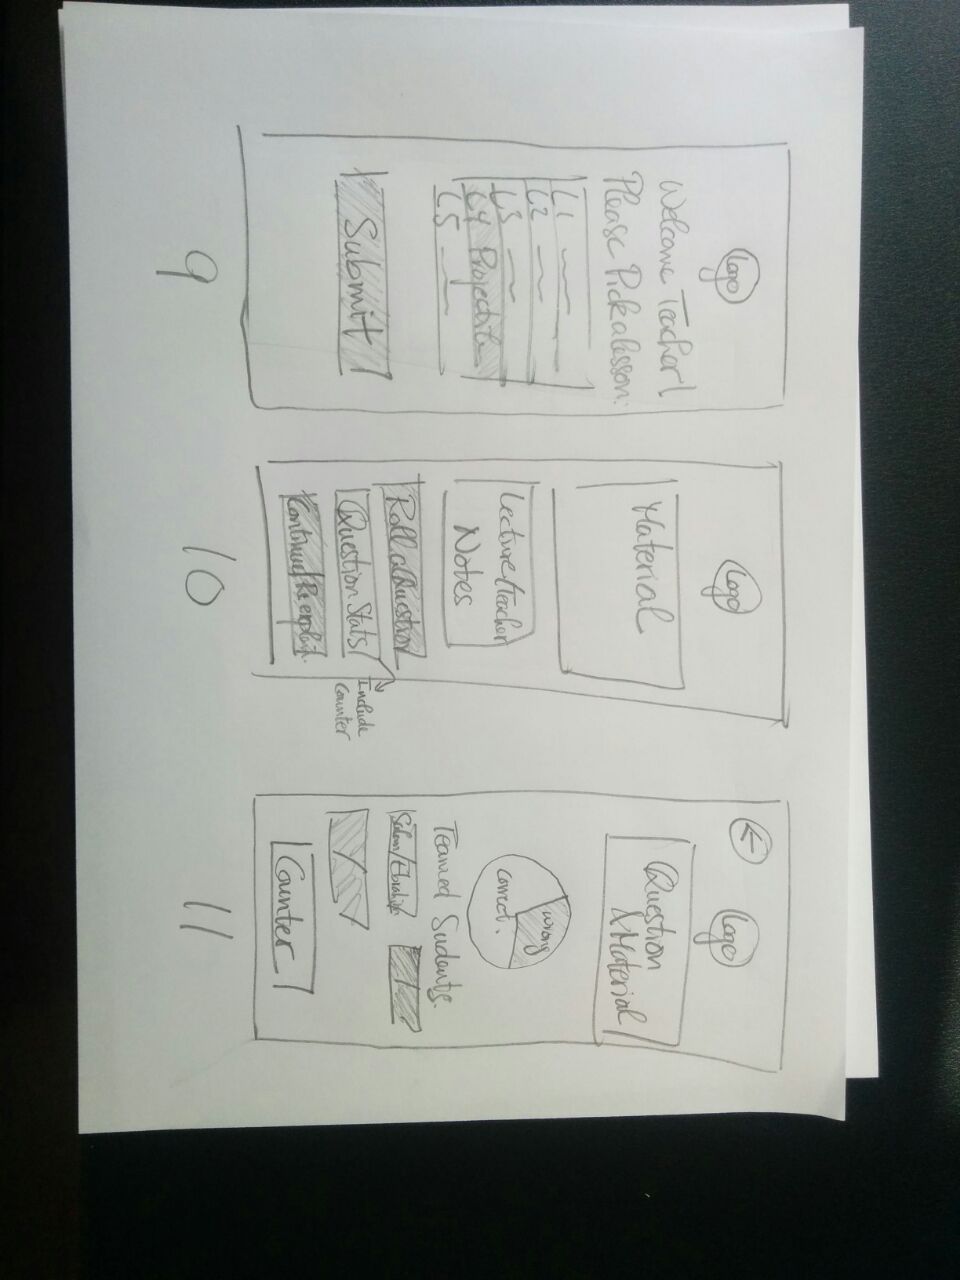 Logo
Welcome Teacher!
Please Pick a lesson:
L1
L2
L3
L4 Projectile
L5
Submit
9
Logo
Material
Lecture/Teacher
Notes
Roll a Question
Question Stats
Include
Counter
Continue/Re explain.
10
←
Logo
Question
& Material
wrong
correct.
Teamed Sudents.
Salem/Ebrahim
Counter
11